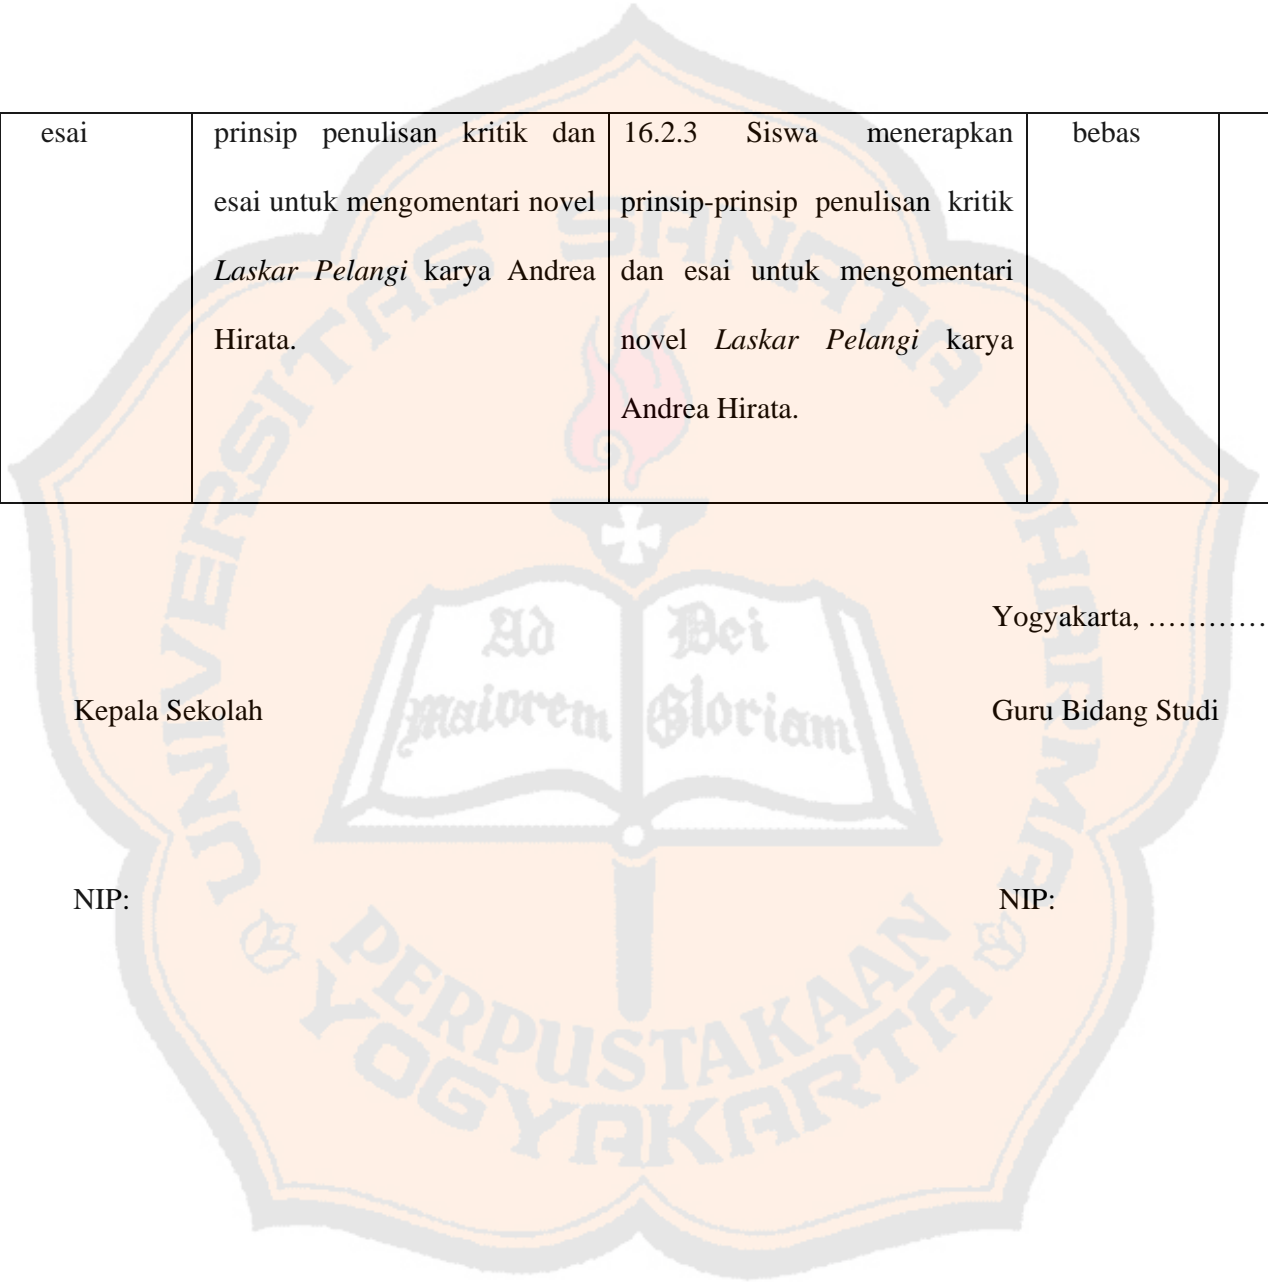 esai
prinsip penulisan kritik dan
esai untuk mengomentari novel
Laskar Pelangi karya Andrea
Hirata.
16.2.3 Siswa menerapkan
prinsip-prinsip penulisan kritik
dan esai untuk mengomentari
novel Laskar Pelangi karya
Andrea Hirata.
bebas
Yogyakarta, …………
Kepala Sekolah
Guru Bidang Studi
NIP:
NIP:
UNIVERSITAS SANATA DHARMA
Ad
Maiorem
Dei
Gloriam
PERPUSTAKAAN
YOGYAKARTA